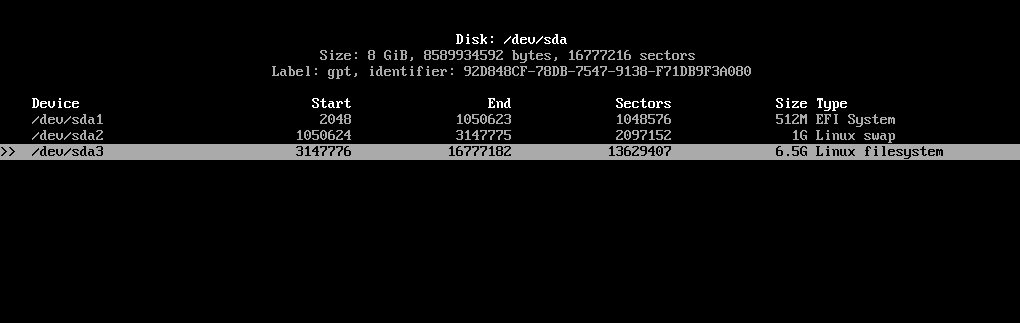 Disk: /dev/sda
Size: 8 GiB, 8589934592 bytes, 16777216 sectors
Label: gpt, identifier: 92D848CF-78DB-7547-9138-F71DB9F3A080
Device Start End Sectors Size Type
/dev/sda1 2048 1050623 1048576 512M EFI System
/dev/sda2 1050624 3147775 2097152 1G Linux swap
>> /dev/sda3 3147776 16777182 13629407 6.5G Linux filesystem